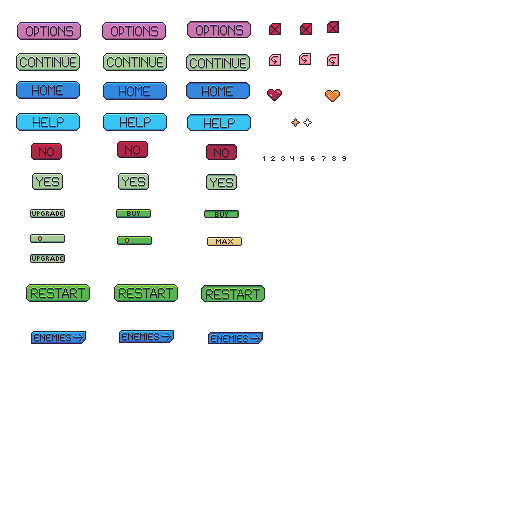 OPTIONS OPTIONS OPTIONS
CONTINUE CONTINUE CONTINUE
HOME HOME HOME
HELP HELP HELP
NO NO NO
1 2 3 4 5 6 7 8 9
YES YES YES
UPGRADE BUY BUY
0 0 MAX
UPGRADE
RESTART RESTART RESTART
ENEMIES→ ENEMIES→ ENEMIES→